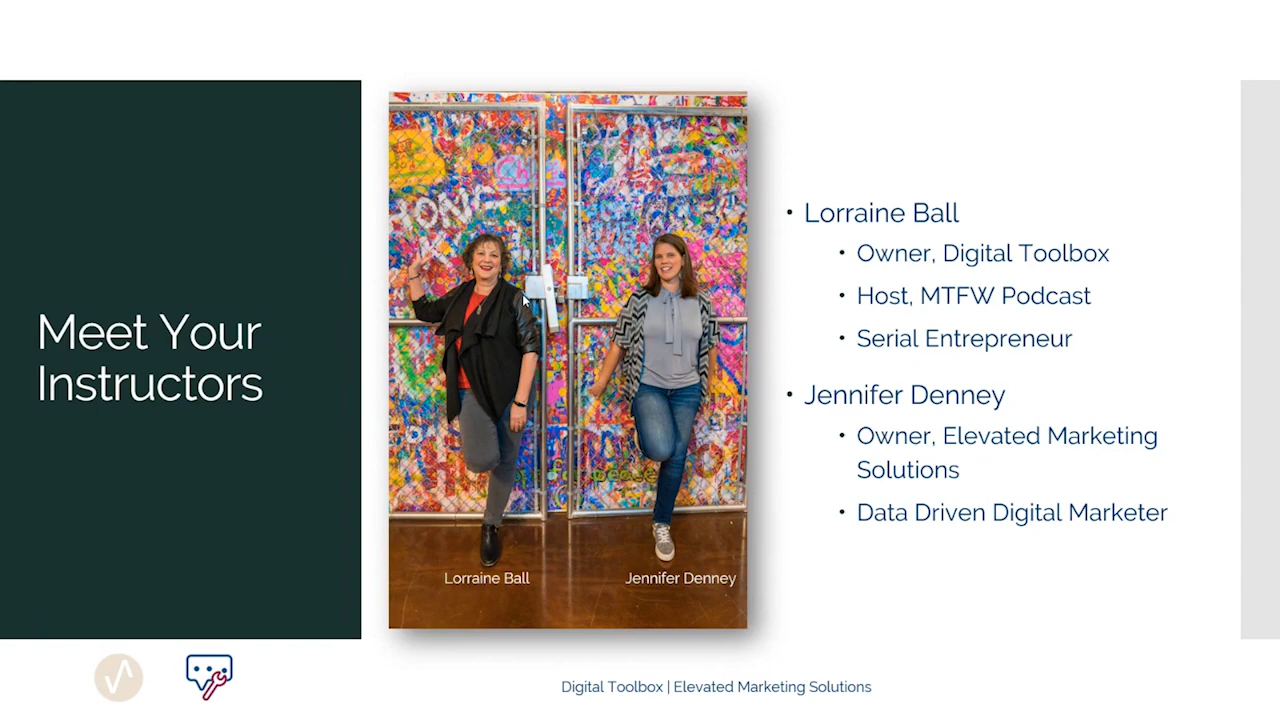 Meet Your
Instructors
Lorraine Ball
Jennifer Denney
• Lorraine Ball
• Owner, Digital Toolbox
• Host, MTFW Podcast
• Serial Entrepreneur
• Jennifer Denney
• Owner, Elevated Marketing
Solutions
• Data Driven Digital Marketer
Digital Toolbox | Elevated Marketing Solutions